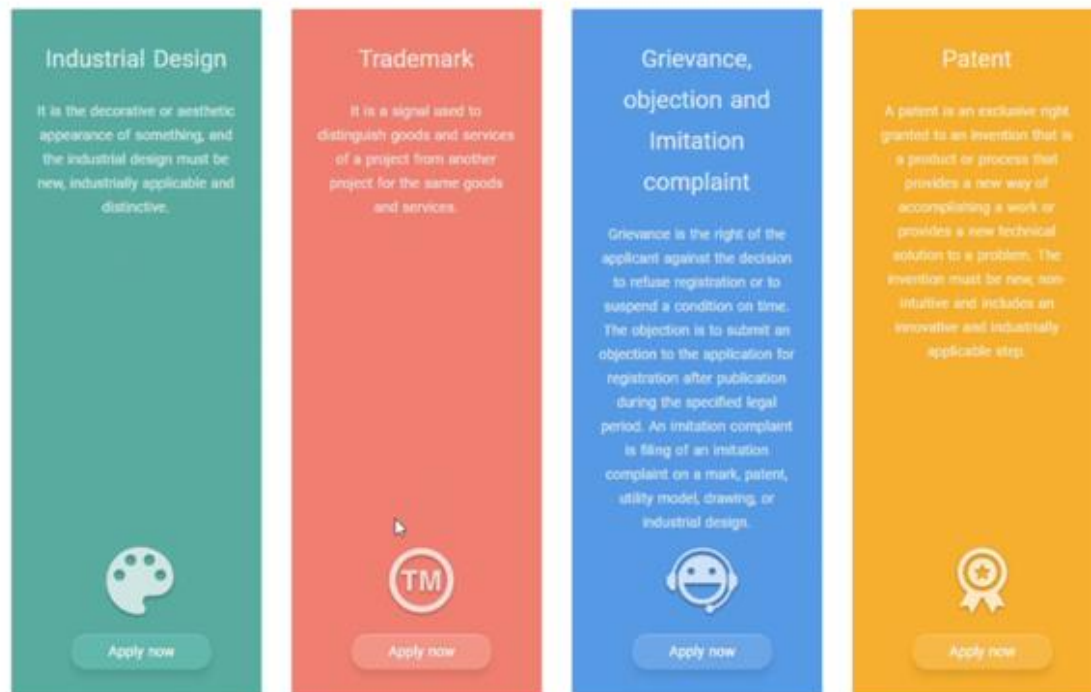 Industrial Design
It is the decorative or aesthetic
appearance of something, and
the industrial design must be
new, industrially applicable and
distinctive.
Apply now
Trademark
It is a signal used to
distinguish goods and services
of a project from another
project for the same goods
and services.
TM
Apply now
Grievance,
objection and
Imitation
complaint
Grievance is the right of the
applicant against the decision
to refuse registration or to
suspend a condition on time.
The objection is to submit an
objection to the application for
registration after publication
during the specified legal
period. An imitation complaint
is filing of an imitation
complaint on a mark, patent,
utility model, drawing, or
industrial design.
Apply now
Patent
A patent is an exclusive right
granted to an invention that is
a product or process that
provides a new way of
accomplishing a work or
provides a new technical
solution to a problem. The
invention must be new, non-
intuitive and includes an
innovative and industrially
applicable step.
Apply now